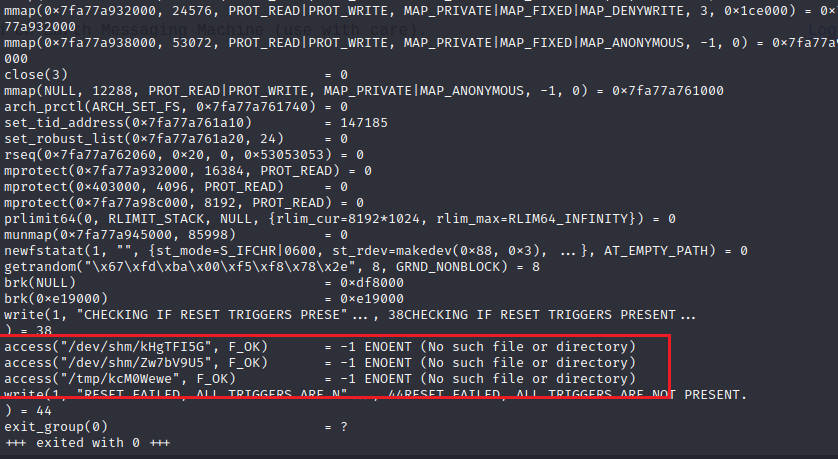 mmap(0×7fa77a932000, 24576, PROT_READ|PROT_WRITE, MAP_PRIVATE|MAP_FIXED|MAP_DENYWRITE, 3, 0×1ce000) = 0×
77a932000
mmap(0×7fa77a938000, 53072, PROT_READ|PROT_WRITE, MAP_PRIVATE|MAP_FIXED|MAP_ANONYMOUS, -1, 0) = 0×7fa77a9
000
close(3) = 0
mmap(NULL, 12288, PROT_READ|PROT_WRITE, MAP_PRIVATE|MAP_ANONYMOUS, -1, 0) = 0×7fa77a761000
arch_prctl(ARCH_SET_FS, 0×7fa77a761740) = 0
set_tid_address(0×7fa77a761a10) = 147185
set_robust_list(0×7fa77a761a20, 24) = 0
rseq(0×7fa77a762060, 0×20, 0, 0×53053053) = 0
mprotect(0×7fa77a932000, 16384, PROT_READ) = 0
mprotect(0×403000, 4096, PROT_READ) = 0
mprotect(0×7fa77a98c000, 8192, PROT_READ) = 0
prlimit64(0, RLIMIT_STACK, NULL, {rlim_cur=8192*1024, rlim_max=RLIM64_INFINITY}) = 0
munmap(0×7fa77a945000, 85998) = 0
newfstatat(1, "", {st_mode=S_IFCHR|0600, st_rdev=makedev(0×88, 0×3), ...}, AT_EMPTY_PATH) = 0
getrandom("\x67\xfd\xba\x00\xf5\xf8\x78\x2e", 8, GRND_NONBLOCK) = 8
brk(NULL) = 0×df8000
brk(0×e19000) = 0×e19000
write(1, "CHECKING IF RESET TRIGGERS PRESE"..., 38CHECKING IF RESET TRIGGERS PRESENT...
) = 38
access("/dev/shm/kHgTFI5G", F_OK) = -1 ENOENT (No such file or directory)
access("/dev/shm/Zw7bV9U5", F_OK) = -1 ENOENT (No such file or directory)
access("/tmp/kcM0Wewe", F_OK) = -1 ENOENT (No such file or directory)
write(1, "RESET FAILED, ALL TRIGGERS ARE N"..., 44RESET FAILED, ALL TRIGGERS ARE NOT PRESENT.
) = 44
exit_group(0) = ?
+++ exited with 0 +++